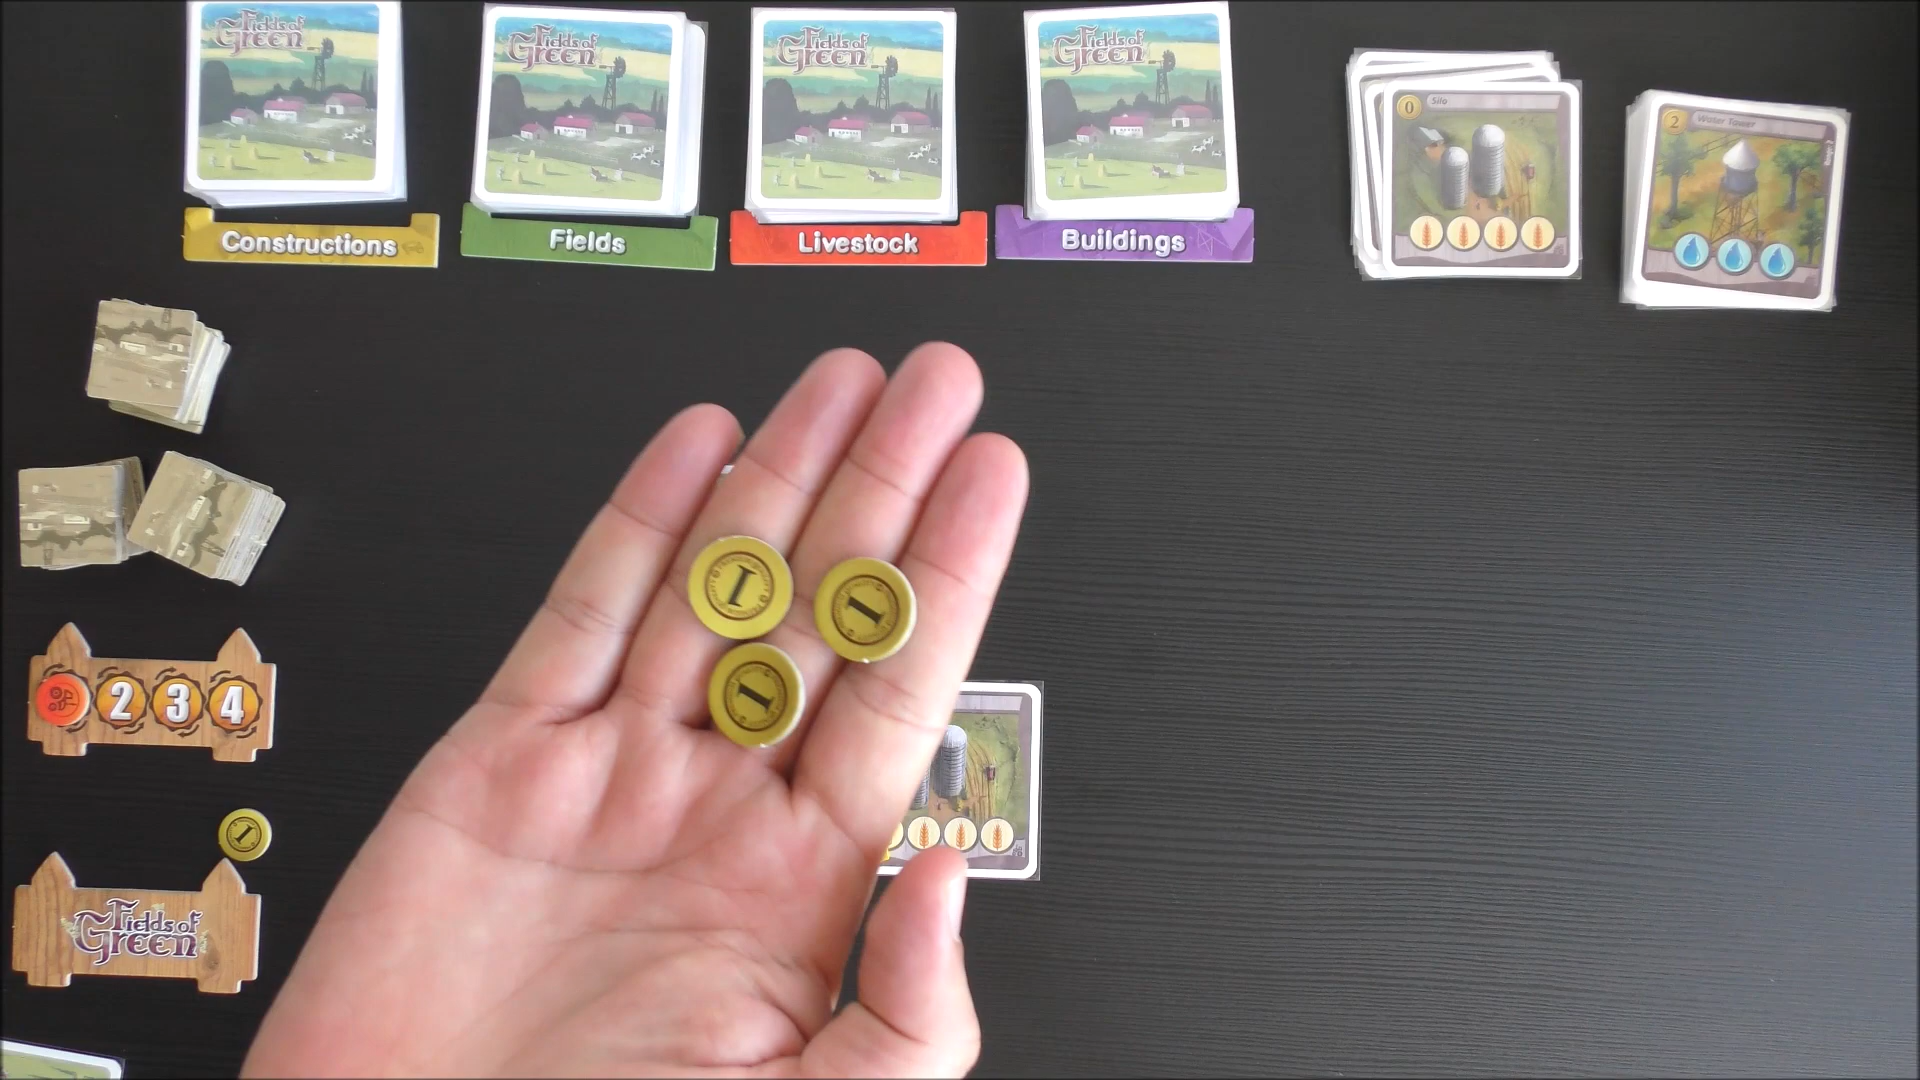 Fields of
Green
Fields of
Green
Fields of
Green
Fields of
Green
Constructions
Fields
Livestock
Buildings
0
Silo
2
Water Tower
2 3 4
1
1
1
1
Fields of
Green